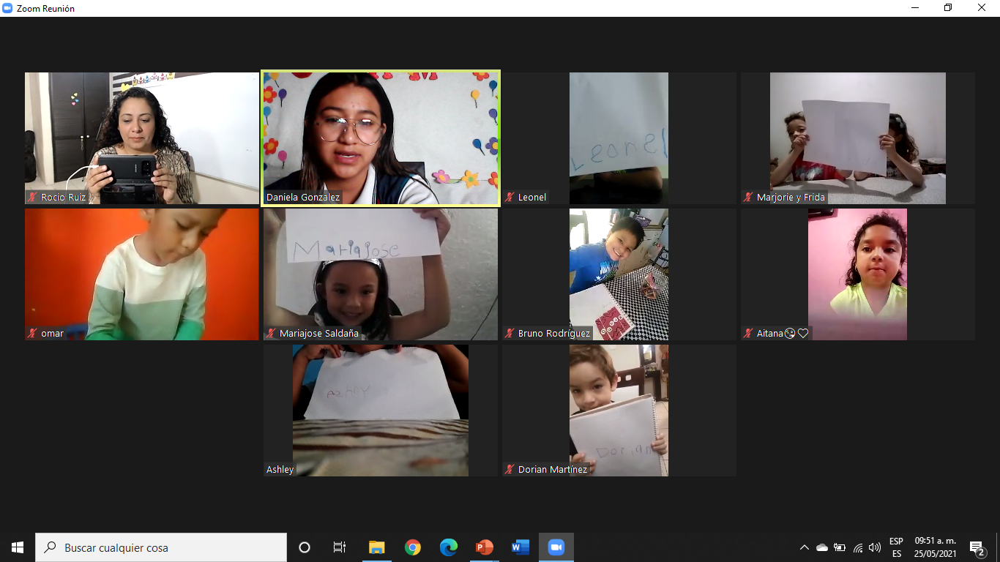 Zoom Reunión
Rocio Ruiz
Daniela Gonzalez
Leonel
Leonel
Marjorie y Frida
omar
Mariajose
Mariajose Saldaña
Bruno Rodríguez
Aitana
Ashly
Ashley
Dorian
Dorian Martínez
Buscar cualquier cosa
ESP
ES
09:51 a. m.
25/05/2021
2